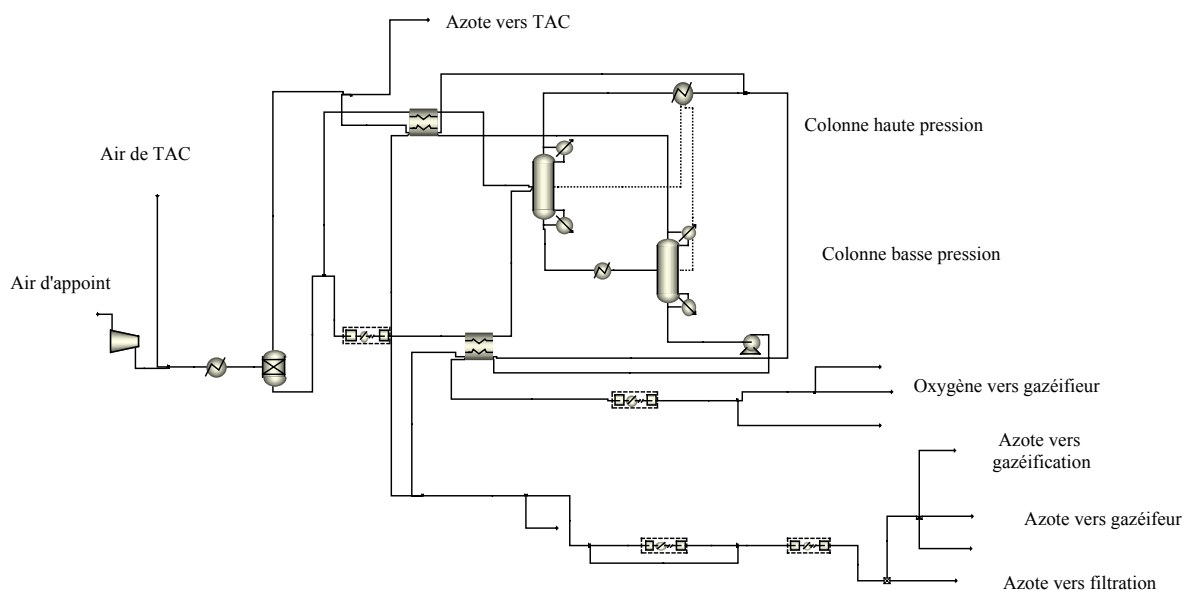 Azote vers TAC
Colonne haute pression
Air de TAC
Colonne basse pression
Air d'appoint
Oxygène vers gazéifieur
Azote vers
gazéification
Azote vers gazéifeur
Azote vers filtration